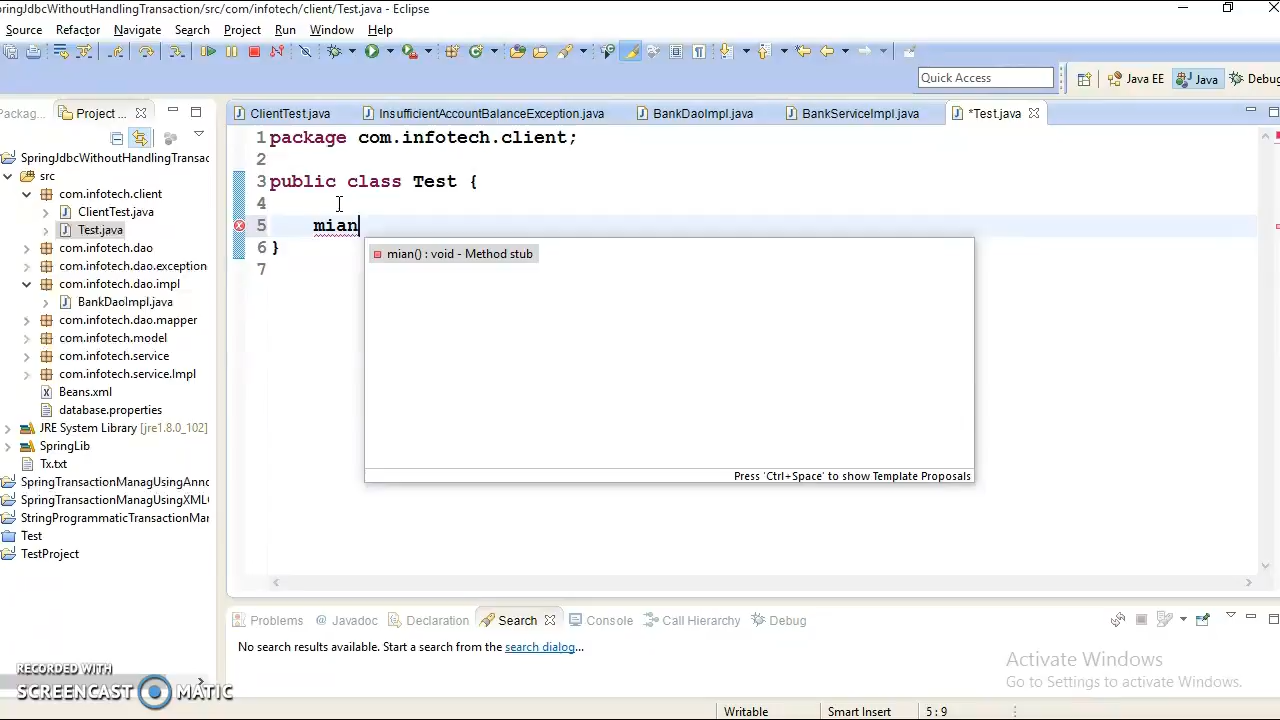 pringJdbcWithoutHandlingTransaction/src/com/infotech/client/Test.java - Eclipse
Source Refactor Navigate Search Project Run Window Help
Quick Access
Java EE
Java
Debug
Packag...
Project ...
ClientTest.java
InsufficientAccountBalanceException.java
BankDaoImpl.java
BankServiceImpl.java
*Test.java
SpringJdbcWithoutHandlingTransac
src
com.infotech.client
ClientTest.java
Test.java
com.infotech.dao
com.infotech.dao.exception
com.infotech.dao.impl
BankDaoImpl.java
com.infotech.dao.mapper
com.infotech.model
com.infotech.service
com.infotech.service.Impl
Beans.xml
database.properties
JRE System Library [jre1.8.0_102]
SpringLib
Tx.txt
SpringTransactionManagUsingAnno
SpringTransactionManagUsingXMLC
StringProgrammaticTransactionMar
Test
TestProject
1 package com.infotech.client;
2
3 public class Test {
4
5 mian
6 }
7
mian() : void - Method stub
Press 'Ctrl+Space' to show Template Proposals
Problems @ Javadoc Declaration Search Console Call Hierarchy Debug
No search results available. Start a search from the search dialog...
Activate Windows
Go to Settings to activate Windows.
RECORDED WITH
SCREENCAST MATIC
Writable Smart Insert 5 : 9